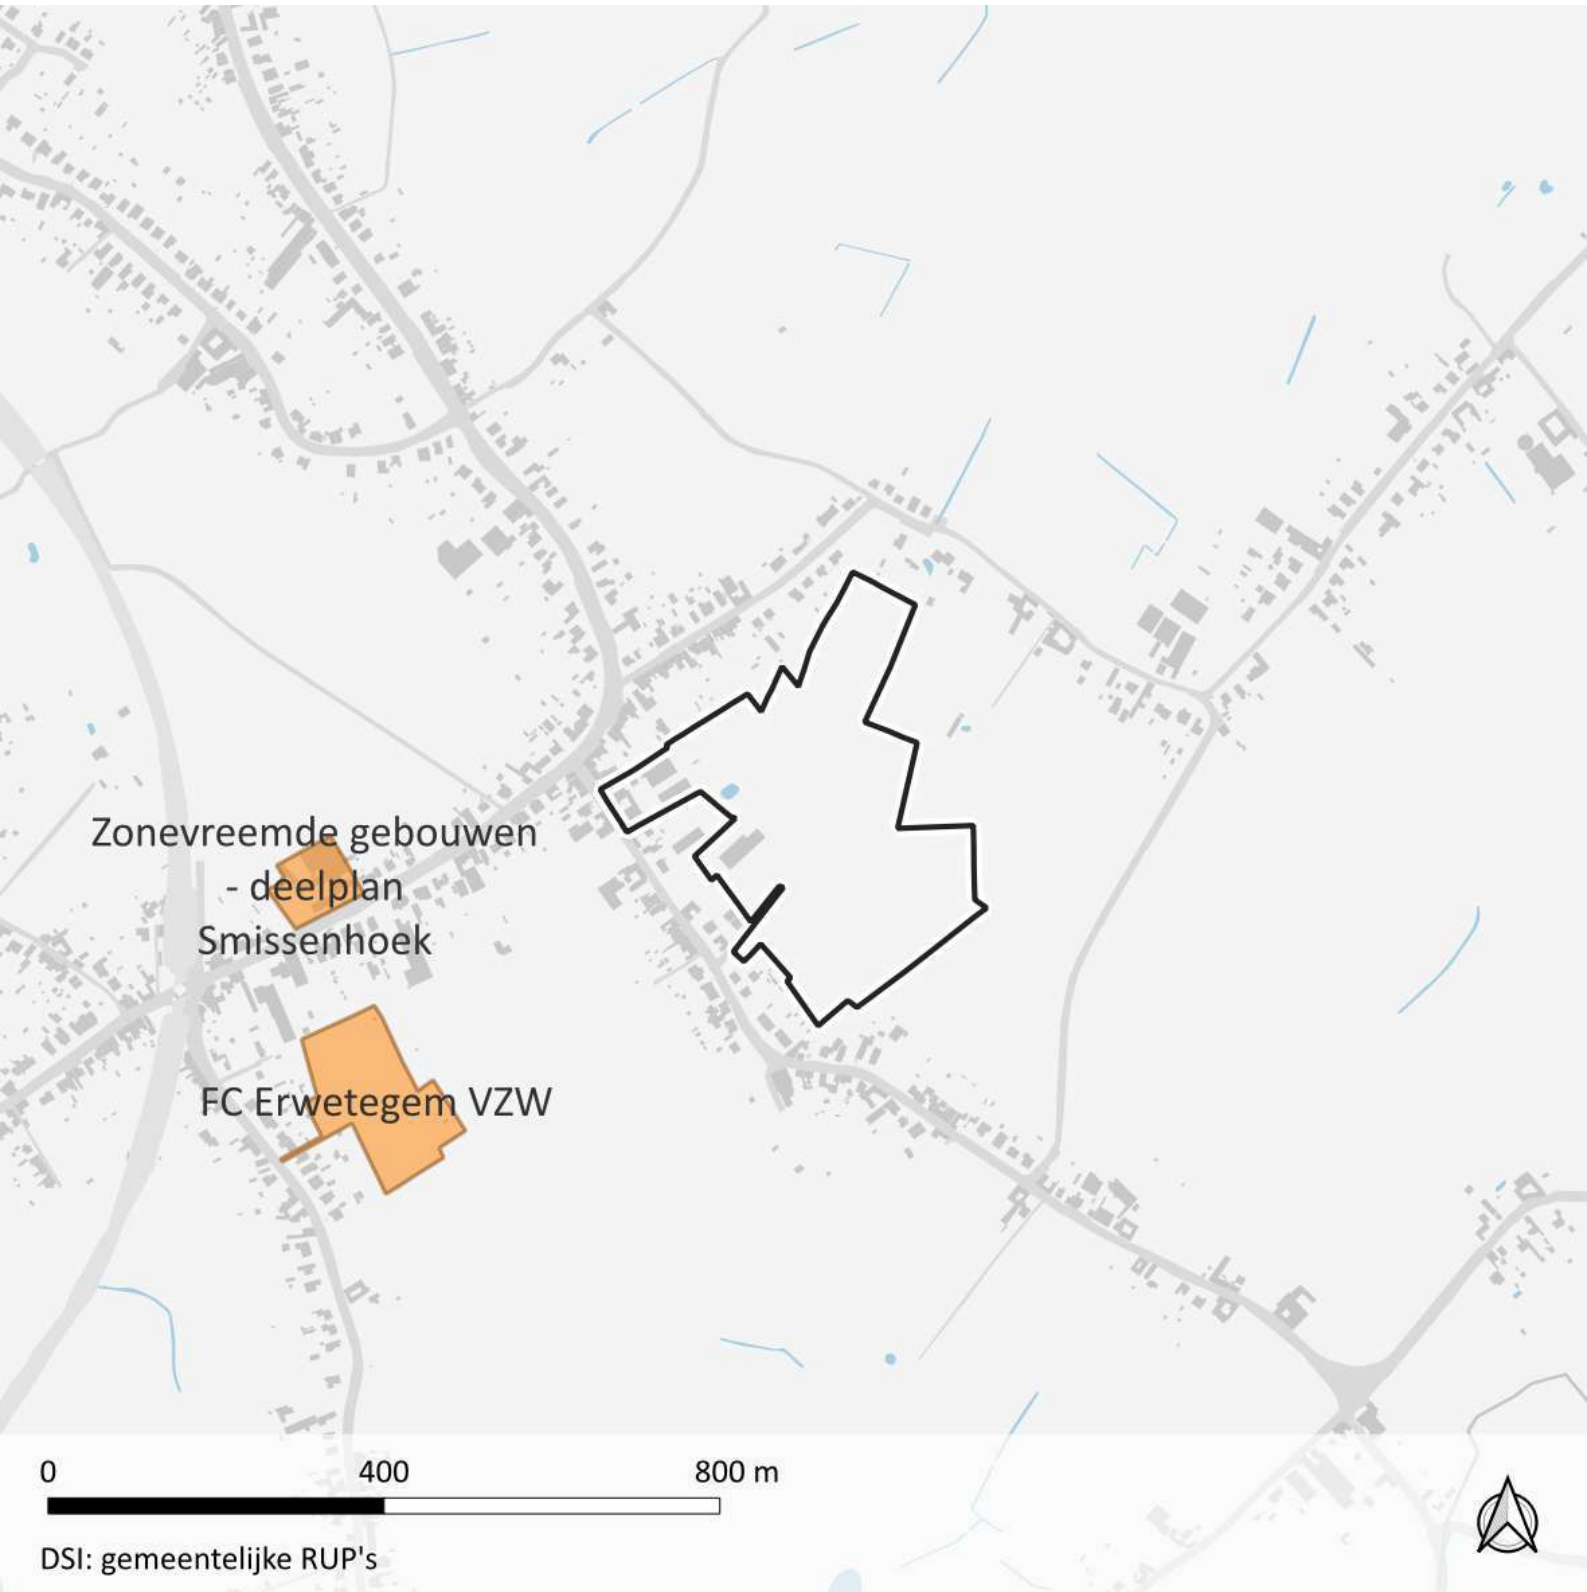 Zonevreemde gebouwen
- deelplan
Smissenhoek
FC Erwetegem VZW
0 400 800 m
DSI: gemeentelijke RUP's